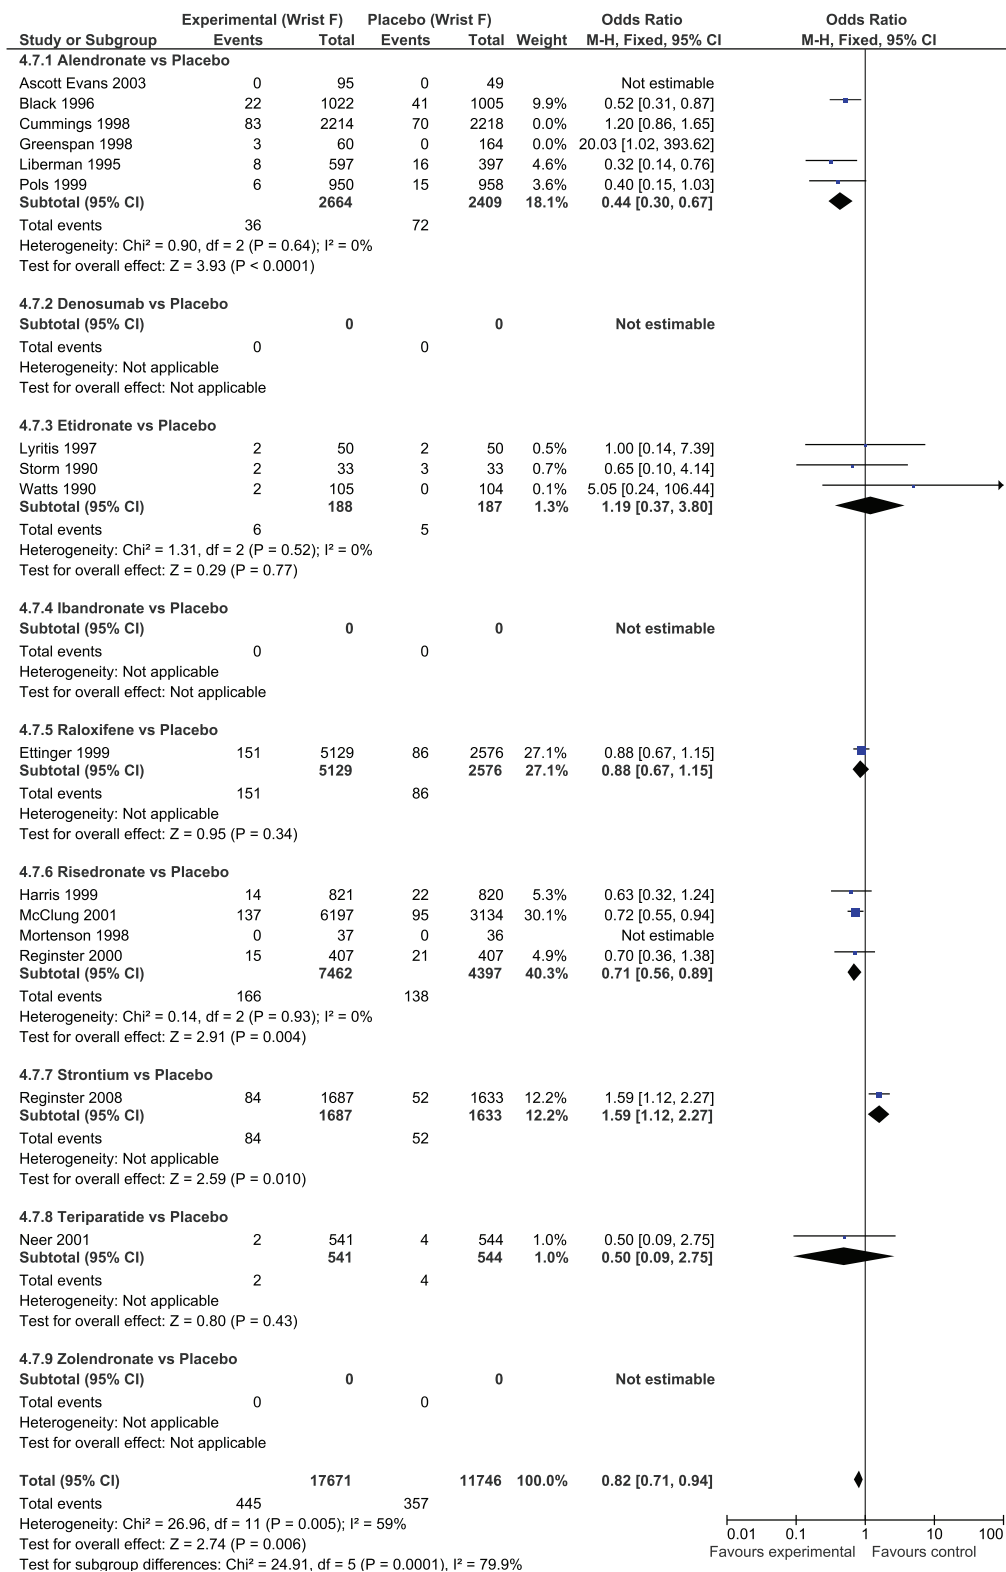 Experimental (Wrist F) Placebo (Wrist F) Odds Ratio Odds Ratio
Study or Subgroup Events Total Events Total Weight M-H, Fixed, 95% CI M-H, Fixed, 95% CI
4.7.1 Alendronate vs Placebo
Ascott Evans 2003 0 95 0 49 Not estimable
Black 1996 22 1022 41 1005 9.9% 0.52 [0.31, 0.87]
Cummings 1998 83 2214 70 2218 0.0% 1.20 [0.86, 1.65]
Greenspan 1998 3 60 0 164 0.0% 20.03 [1.02, 393.62]
Liberman 1995 8 597 16 397 4.6% 0.32 [0.14, 0.76]
Pols 1999 6 950 15 958 3.6% 0.40 [0.15, 1.03]
Subtotal (95% CI) 2664 2409 18.1% 0.44 [0.30, 0.67]
Total events 36 72
Heterogeneity: Chi² = 0.90, df = 2 (P = 0.64); I² = 0%
Test for overall effect: Z = 3.93 (P < 0.0001)
4.7.2 Denosumab vs Placebo
Subtotal (95% CI) 0 0 Not estimable
Total events 0 0
Heterogeneity: Not applicable
Test for overall effect: Not applicable
4.7.3 Etidronate vs Placebo
Lyritis 1997 2 50 2 50 0.5% 1.00 [0.14, 7.39]
Storm 1990 2 33 3 33 0.7% 0.65 [0.10, 4.14]
Watts 1990 2 105 0 104 0.1% 5.05 [0.24, 106.44]
Subtotal (95% CI) 188 187 1.3% 1.19 [0.37, 3.80]
Total events 6 5
Heterogeneity: Chi² = 1.31, df = 2 (P = 0.52); I² = 0%
Test for overall effect: Z = 0.29 (P = 0.77)
4.7.4 Ibandronate vs Placebo
Subtotal (95% CI) 0 0 Not estimable
Total events 0 0
Heterogeneity: Not applicable
Test for overall effect: Not applicable
4.7.5 Raloxifene vs Placebo
Ettinger 1999 151 5129 86 2576 27.1% 0.88 [0.67, 1.15]
Subtotal (95% CI) 5129 2576 27.1% 0.88 [0.67, 1.15]
Total events 151 86
Heterogeneity: Not applicable
Test for overall effect: Z = 0.95 (P = 0.34)
4.7.6 Risedronate vs Placebo
Harris 1999 14 821 22 820 5.3% 0.63 [0.32, 1.24]
McClung 2001 137 6197 95 3134 30.1% 0.72 [0.55, 0.94]
Mortenson 1998 0 37 0 36 Not estimable
Reginster 2000 15 407 21 407 4.9% 0.70 [0.36, 1.38]
Subtotal (95% CI) 7462 4397 40.3% 0.71 [0.56, 0.89]
Total events 166 138
Heterogeneity: Chi² = 0.14, df = 2 (P = 0.93); I² = 0%
Test for overall effect: Z = 2.91 (P = 0.004)
4.7.7 Strontium vs Placebo
Reginster 2008 84 1687 52 1633 12.2% 1.59 [1.12, 2.27]
Subtotal (95% CI) 1687 1633 12.2% 1.59 [1.12, 2.27]
Total events 84 52
Heterogeneity: Not applicable
Test for overall effect: Z = 2.59 (P = 0.010)
4.7.8 Teriparatide vs Placebo
Neer 2001 2 541 4 544 1.0% 0.50 [0.09, 2.75]
Subtotal (95% CI) 541 544 1.0% 0.50 [0.09, 2.75]
Total events 2 4
Heterogeneity: Not applicable
Test for overall effect: Z = 0.80 (P = 0.43)
4.7.9 Zolendronate vs Placebo
Subtotal (95% CI) 0 0 Not estimable
Total events 0 0
Heterogeneity: Not applicable
Test for overall effect: Not applicable
Total (95% CI) 17671 11746 100.0% 0.82 [0.71, 0.94]
Total events 445 357
Heterogeneity: Chi² = 26.96, df = 11 (P = 0.005); I² = 59%
Test for overall effect: Z = 2.74 (P = 0.006)
Test for subgroup differences: Chi² = 24.91, df = 5 (P = 0.0001), I² = 79.9%
0.01 0.1 1 10 100
Favours experimental Favours control